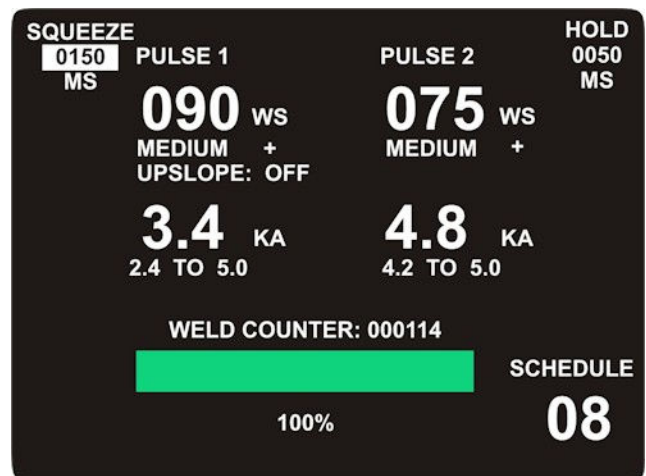 SQUEEZE
0150
MS
PULSE 1
090 WS
MEDIUM +
UPSLOPE: OFF
3.4 KA
2.4 TO 5.0
PULSE 2
075 WS
MEDIUM +
4.8 KA
4.2 TO 5.0
HOLD
0050
MS
WELD COUNTER: 000114
100%
SCHEDULE
08